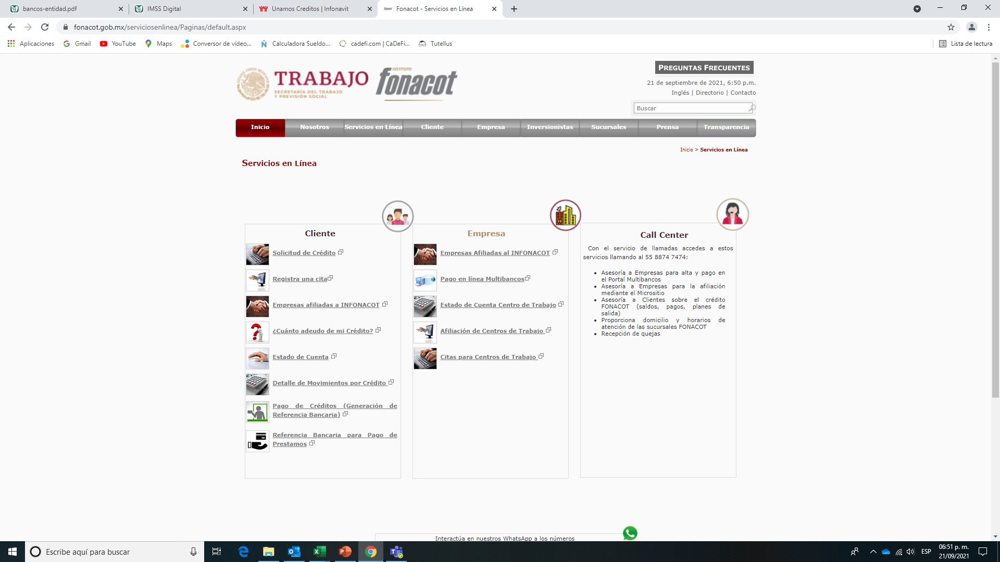 bancos-entidad.pdf
IMSS Digital
Unamos Creditos | Infonavit
Fonacot - Servicios en Línea
fonacot.gob.mx/serviciosenlinea/Paginas/default.aspx
Aplicaciones
Gmail
YouTube
Maps
Conversor de vídeo...
Calculadora Sueldo...
cadefi.com | CaDeFi...
Tutellus
Lista de lectura
TRABAJO
SECRETARÍA DEL TRABAJO
Y PREVISIÓN SOCIAL
INSTITUTO
fonacot
PREGUNTAS FRECUENTES
21 de septiembre de 2021, 6:50 p.m.
Inglés | Directorio | Contacto
Buscar
Inicio
Nosotros
Servicios en Línea
Cliente
Empresa
Inversionistas
Sucursales
Prensa
Transparencia
Inicio > Servicios en Línea
Servicios en Línea
Cliente
Solicitud de Crédito
Registra una cita
Empresas afiliadas a INFONACOT
¿Cuánto adeudo de mi Crédito?
Estado de Cuenta
Detalle de Movimientos por Crédito
Pago de Créditos (Generación de
Referencia Bancaria)
Referencia Bancaria para Pago de
Prestamos
Empresa
Empresas Afiliadas al INFONACOT
Pago en línea Multibancos
Estado de Cuenta Centro de Trabajo
Afiliación de Centros de Trabajo
Citas para Centros de Trabajo
Call Center
Con el servicio de llamadas accedes a estos
servicios llamando al 55 8874 7474:
• Asesoría a Empresas para alta y pago en
el Portal Multibancos
• Asesoría a Empresas para la afiliación
mediante el Micrositio
• Asesoría a Clientes sobre el crédito
FONACOT (saldos, pagos, planes de
salida)
• Proporciona domicilio y horarios de
atención de las sucursales FONACOT
• Recepción de quejas
Interactúa en nuestros WhatsApp a los números
Escribe aquí para buscar
ESP
06:51 p. m.
21/09/2021